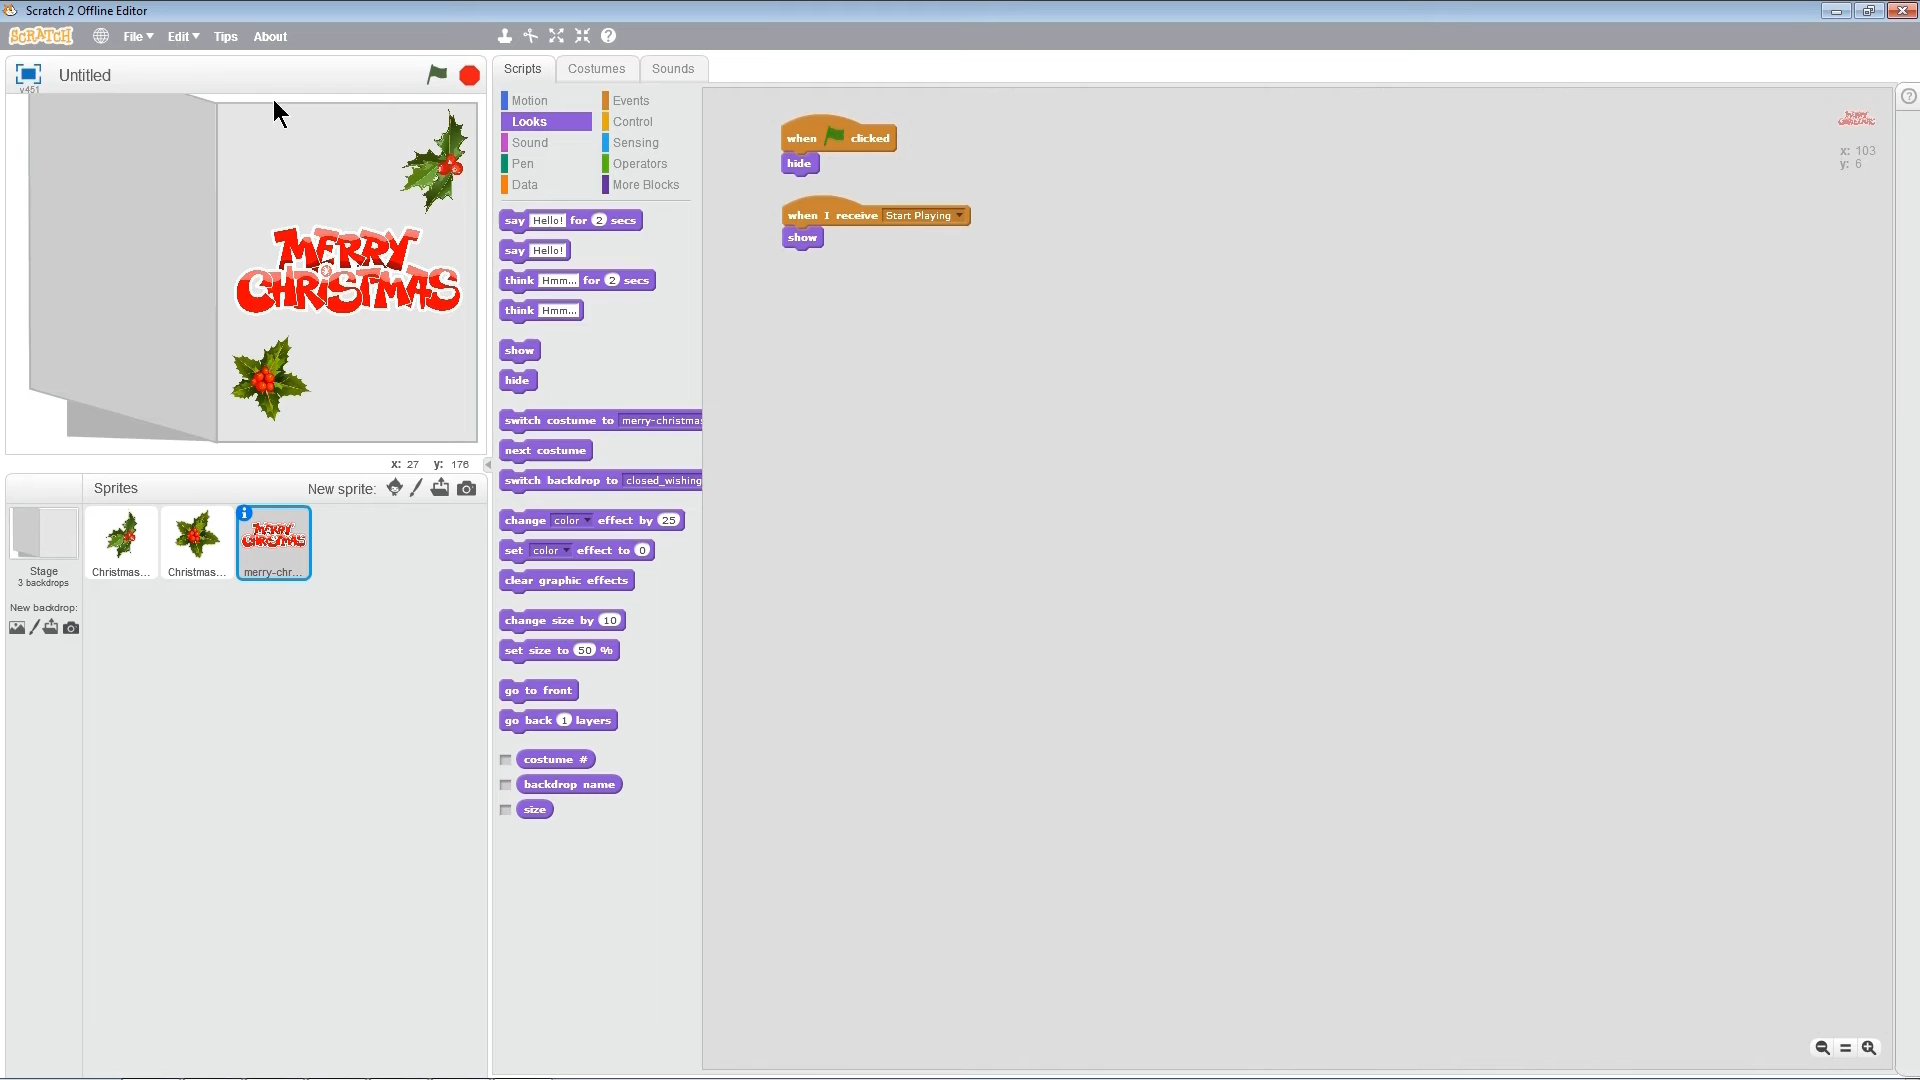 Scratch 2 Offline Editor
SCRATCH
File
Edit
Tips
About
Untitled
v451
MERRY
CHRISTMAS
x: 27 y: 176
Sprites
New sprite:
Stage
3 backdrops
New backdrop:
Christmas...
Christmas...
MERRY
CHRISTMAS
merry-chr...
Scripts
Costumes
Sounds
Motion
Looks
Sound
Pen
Data
Events
Control
Sensing
Operators
More Blocks
say Hello! for 2 secs
say Hello!
think Hmm... for 2 secs
think Hmm...
show
hide
switch costume to merry-christmas
next costume
switch backdrop to closed_wishing
change color effect by 25
set color effect to 0
clear graphic effects
change size by 10
set size to 50 %
go to front
go back 1 layers
costume #
backdrop name
size
when clicked
hide
when I receive Start Playing
show
MERRY
CHRISTMAS
x: 103
y: 6